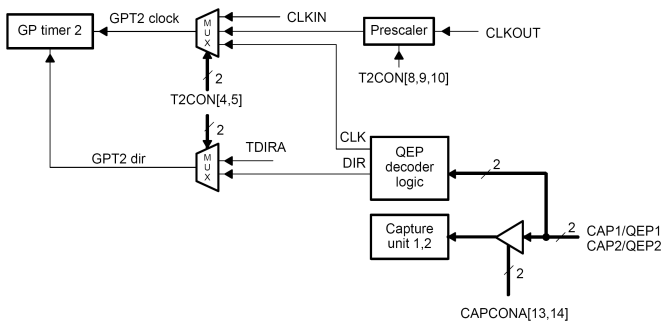 GP timer 2
GPT2 clock
MUX
CLKIN
Prescaler
CLKOUT
T2CON[8,9,10]
2
T2CON[4,5]
2
CLK
DIR
TDIRA
MUX
GPT2 dir
QEP
decoder
logic
2
Capture
unit 1,2
2
CAP1/QEP1
CAP2/QEP2
2
CAPCONA[13,14]